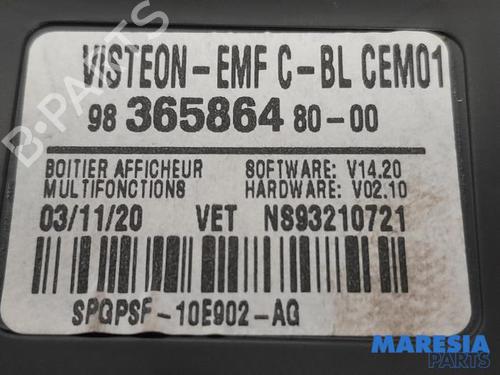 VISTEON-EMF C-BL CEM01
98 365864 80-00
BOITIER AFFICHEUR SOFTWARE: V14.20
MULTIFONCTIONS HARDWARE: V02.10
03/11/20 VET NS93210721
SPQPSF-10E902-AG
B-PARTS
MARESIA
PARTS